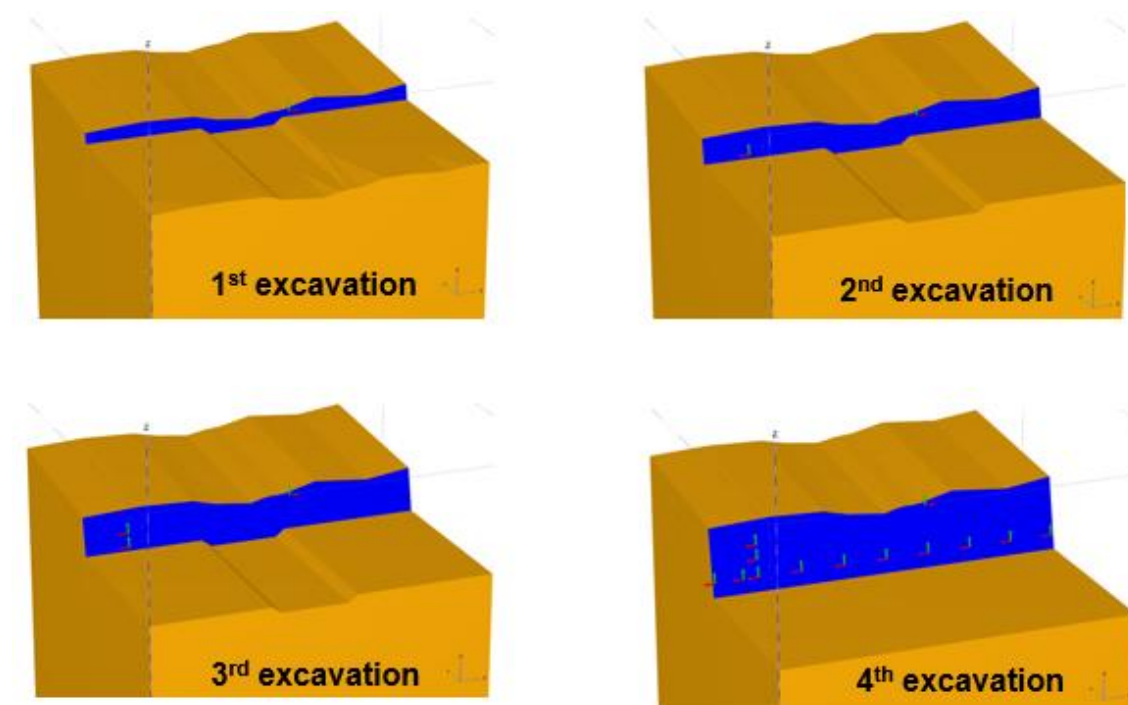 z
1st excavation
z
2nd excavation
z
3rd excavation
z
4th excavation